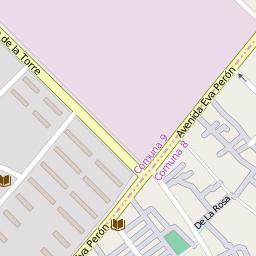 de la Torre
Avenida Eva Perón
Comuna 9
Comuna 8
De La Rosa
Eva Perón